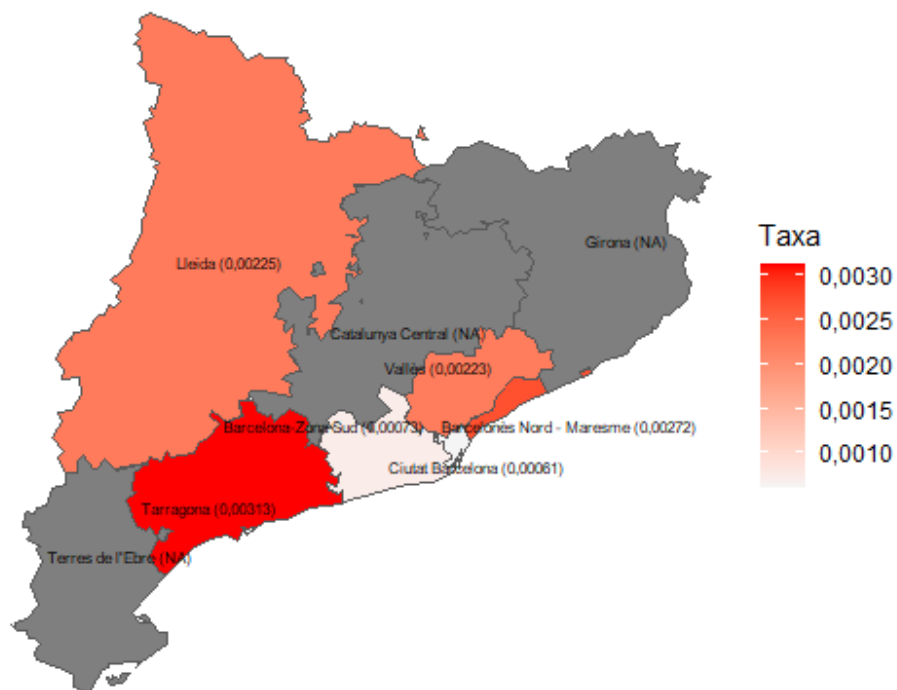 Girona (NA)
Lleida (0,00225)
Catalunya Central (NA)
Vallès (0,00223)
Barcelona-Zona Sud (0,00073)
Barcelonès Nord - Maresme (0,00272)
Ciutat Barcelona (0,00061)
Tarragona (0,00313)
Terres de l''Ebre (NA)
Taxa
0,0030
0,0025
0,0020
0,0015
0,0010